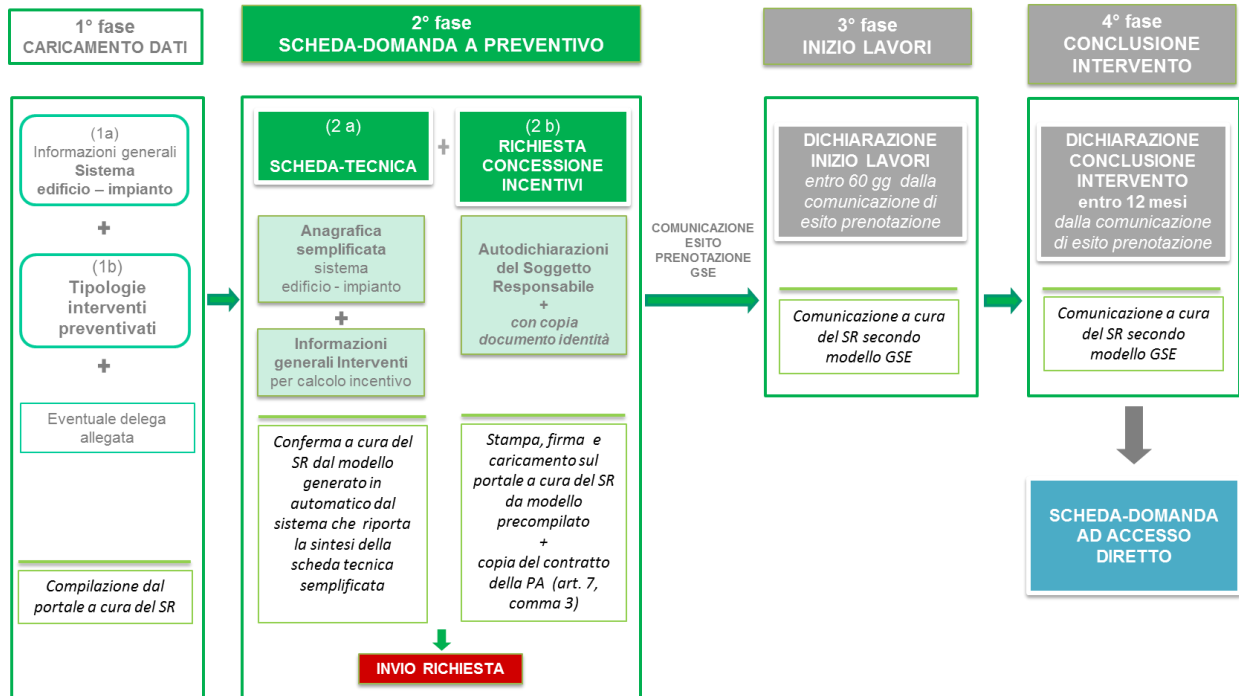 1° fase
CARICAMENTO DATI
(1a)
Informazioni generali
Sistema
edificio – impianto
+
(1b)
Tipologie
interventi
preventivati
+
Eventuale delega
allegata
Compilazione dal
portale a cura del SR
2° fase
SCHEDA-DOMANDA A PREVENTIVO
(2 a)
SCHEDA-TECNICA
+
(2 b)
RICHIESTA
CONCESSIONE
INCENTIVI
Anagrafica
semplificata
sistema
edificio - impianto
+
Informazioni
generali Interventi
per calcolo incentivo
Autodichiarazioni
del Soggetto
Responsabile
+
con copia
documento identità
Conferma a cura del
SR dal modello
generato in
automatico dal
sistema che riporta
la sintesi della
scheda tecnica
semplificata
Stampa, firma e
caricamento sul
portale a cura del SR
da modello
precompilato
+
copia del contratto
della PA (art. 7,
comma 3)
INVIO RICHIESTA
COMUNICAZIONE
ESITO
PRENOTAZIONE
GSE
3° fase
INIZIO LAVORI
DICHIARAZIONE
INIZIO LAVORI
entro 60 gg dalla
comunicazione di
esito prenotazione
Comunicazione a cura
del SR secondo
modello GSE
4° fase
CONCLUSIONE
INTERVENTO
DICHIARAZIONE
CONCLUSIONE
INTERVENTO
entro 12 mesi
dalla comunicazione
di esito prenotazione
Comunicazione a cura
del SR secondo
modello GSE
SCHEDA-DOMANDA
AD ACCESSO
DIRETTO